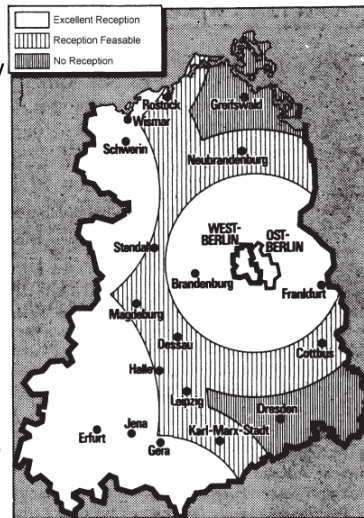 Excellent Reception
Reception Feasable
No Reception
Rostock
Greifswald
Wismar
Schwerin
Neubrandenburg
WEST-
BERLIN
OST-
BERLIN
Stendal
Brandenburg
Frankfurt
Magdeburg
Dessau
Cottbus
Halle
Leipzig
Dresden
Jena
Erfurt
Gera
Karl-Marx-Stadt